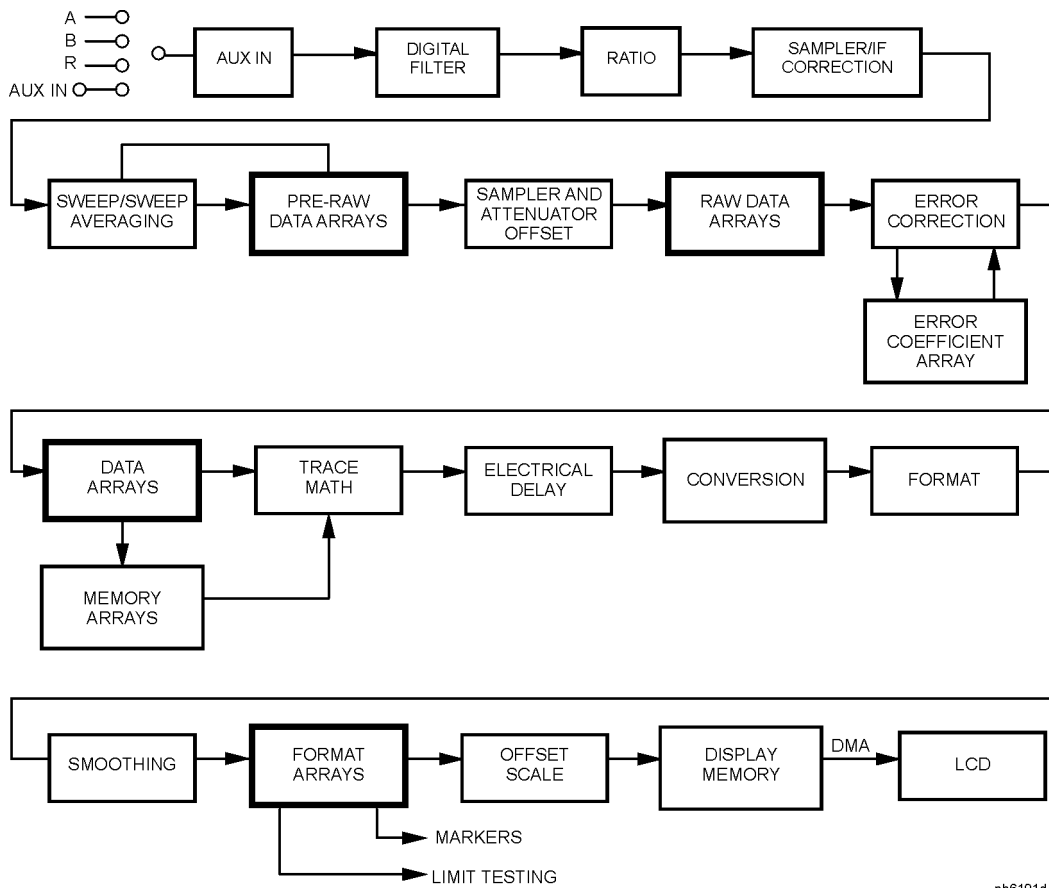 A
B
R
AUX IN
AUX IN
DIGITAL
FILTER
RATIO
SAMPLER/IF
CORRECTION
SWEEP/SWEEP
AVERAGING
PRE-RAW
DATA ARRAYS
SAMPLER AND
ATTENUATOR
OFFSET
RAW DATA
ARRAYS
ERROR
CORRECTION
ERROR
COEFFICIENT
ARRAY
DATA
ARRAYS
TRACE
MATH
ELECTRICAL
DELAY
CONVERSION
FORMAT
MEMORY
ARRAYS
SMOOTHING
FORMAT
ARRAYS
OFFSET
SCALE
DISPLAY
MEMORY
DMA
LCD
MARKERS
LIMIT TESTING